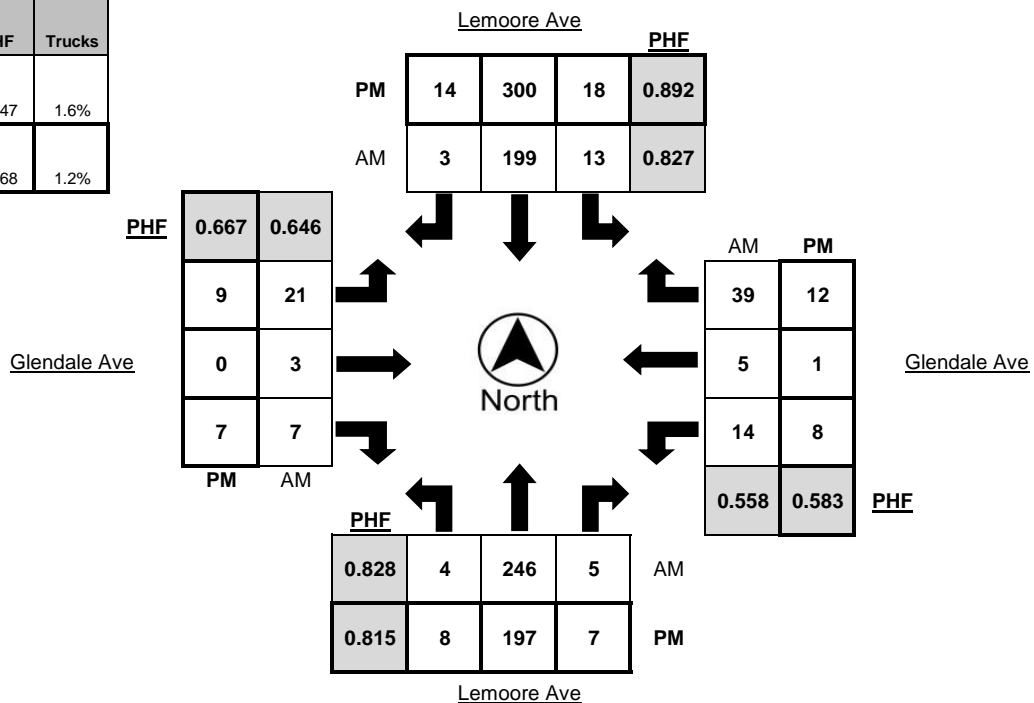 Lemoore Ave
PHF
Trucks
PM 14 300 18 0.892
47 1.6%
AM 3 199 13 0.827
68 1.2%
PHF 0.667 0.646
AM PM
9 21
39 12
Glendale Ave 0 3
North
5 1 Glendale Ave
7 7
14 8
PM AM
0.558 0.583 PHF
PHF
0.828 4 246 5 AM
0.815 8 197 7 PM
Lemoore Ave